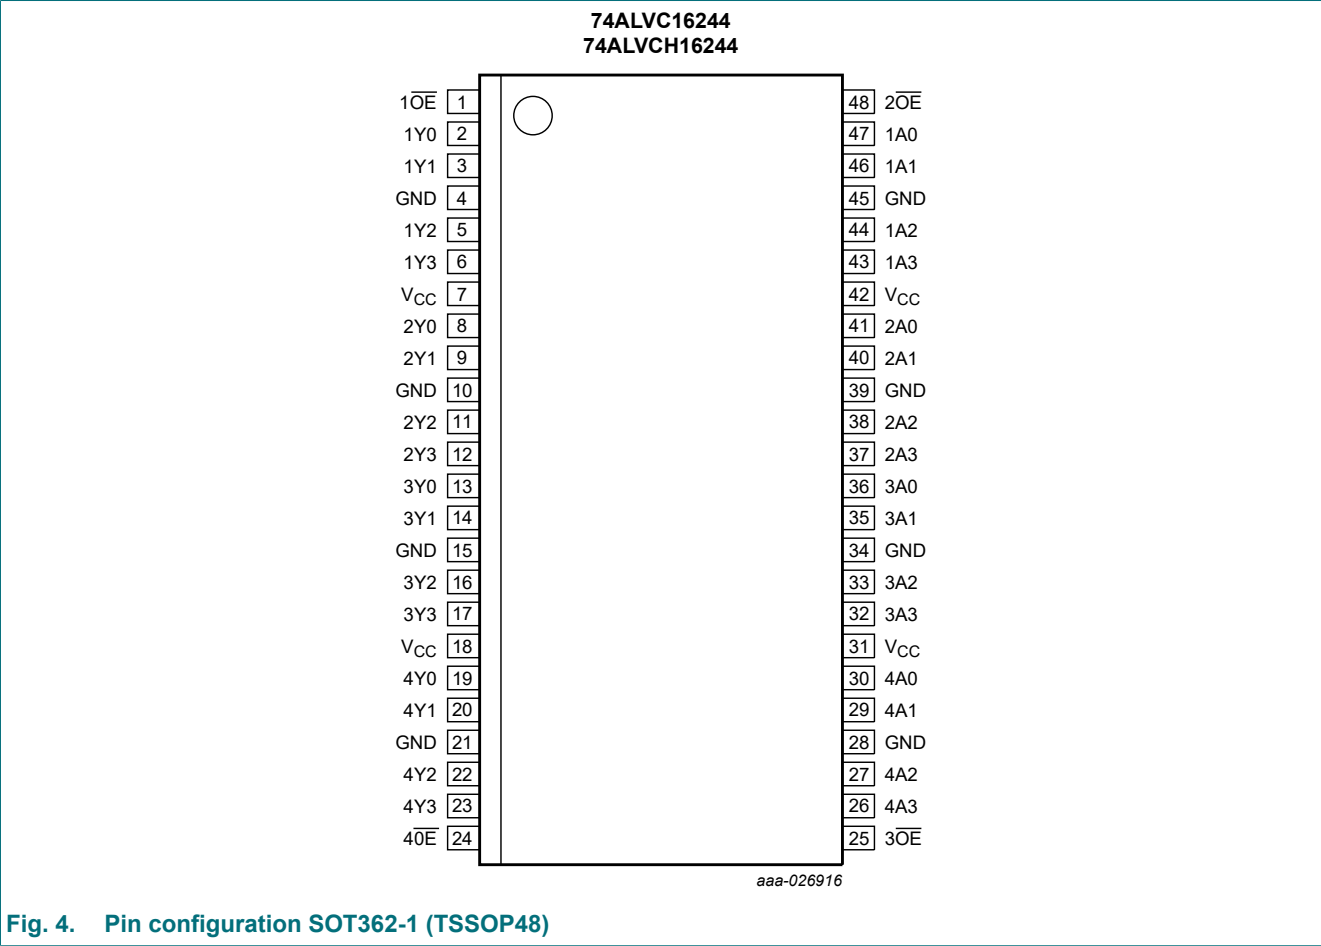 74ALVC16244
74ALVCH16244
1O̅E̅ 1 48 2O̅E̅
1Y0 2 47 1A0
1Y1 3 46 1A1
GND 4 45 GND
1Y2 5 44 1A2
1Y3 6 43 1A3
VCC 7 42 VCC
2Y0 8 41 2A0
2Y1 9 40 2A1
GND 10 39 GND
2Y2 11 38 2A2
2Y3 12 37 2A3
3Y0 13 36 3A0
3Y1 14 35 3A1
GND 15 34 GND
3Y2 16 33 3A2
3Y3 17 32 3A3
VCC 18 31 VCC
4Y0 19 30 4A0
4Y1 20 29 4A1
GND 21 28 GND
4Y2 22 27 4A2
4Y3 23 26 4A3
40̅E̅ 24 25 3O̅E̅
aaa-026916
Fig. 4. Pin configuration SOT362-1 (TSSOP48)